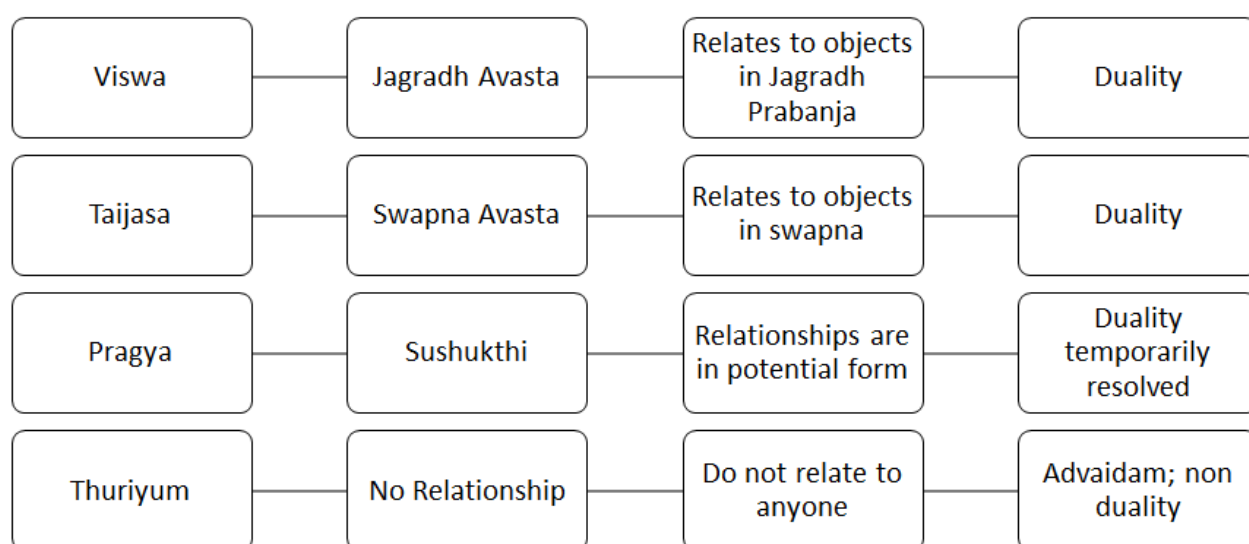 Viswa
Jagradh Avasta
Relates to objects
in Jagradh
Prabanja
Duality
Taijasa
Swapna Avasta
Relates to objects
in swapna
Duality
Pragya
Sushukthi
Relationships are
in potential form
Duality
temporarily
resolved
Thuriyum
No Relationship
Do not relate to
anyone
Advaidam; non
duality